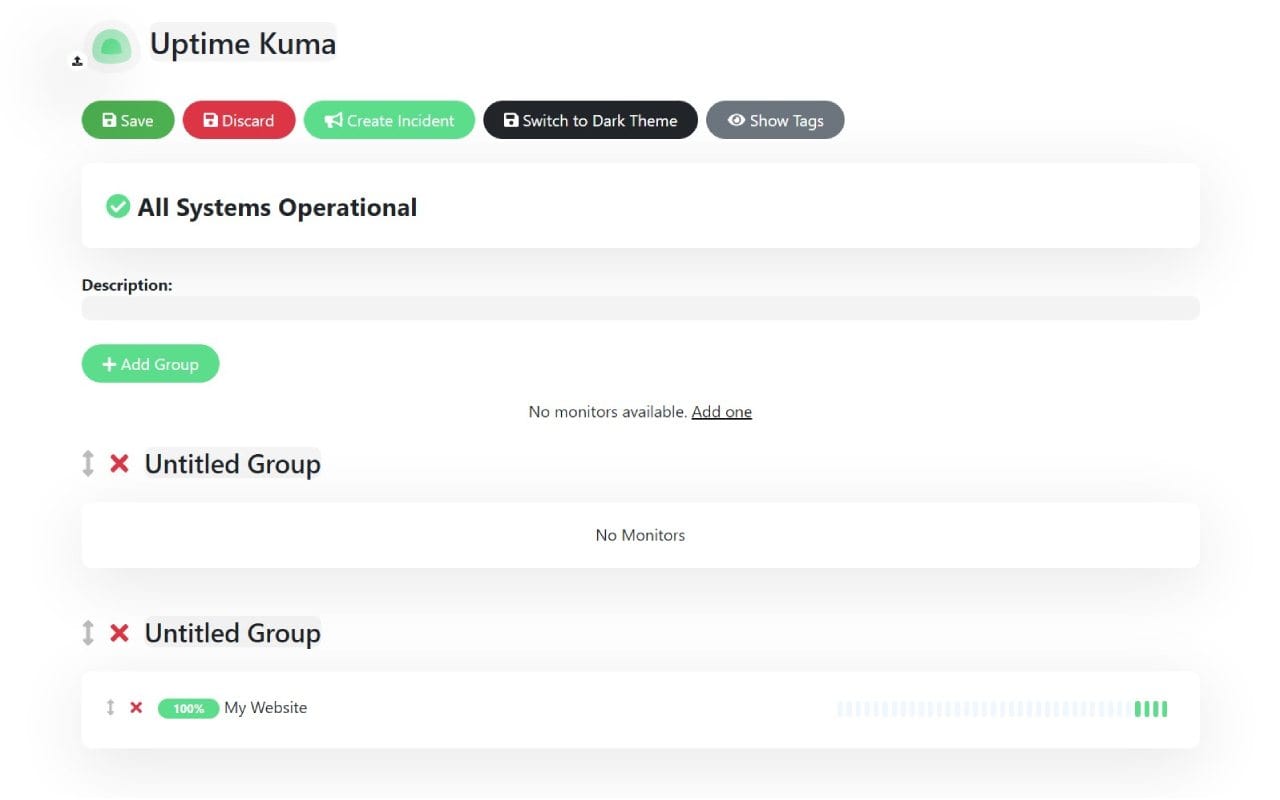 Uptime Kuma
Save Discard Create Incident Switch to Dark Theme Show Tags
All Systems Operational
Description:
Add Group
No monitors available. Add one
Untitled Group
No Monitors
Untitled Group
100% My Website